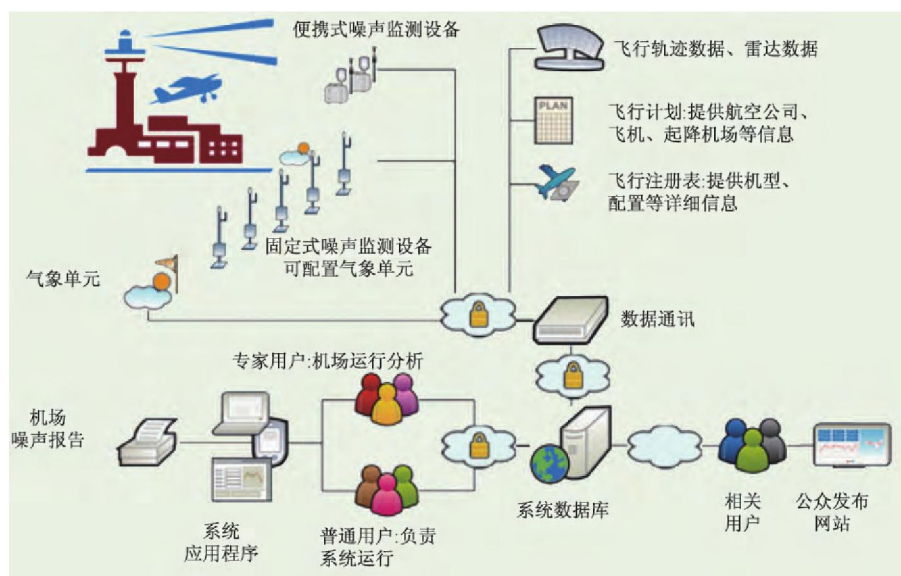 便携式噪声监测设备
飞行轨迹数据、雷达数据
PLAN
飞行计划:提供航空公司、
飞机、起降机场等信息
飞行注册表:提供机型、
配置等详细信息
固定式噪声监测设备
可配置气象单元
气象单元
数据通讯
专家用户:机场运行分析
机场
噪声报告
系统
应用程序
普通用户:负责
系统运行
系统数据库
相关
用户
公众发布
网站